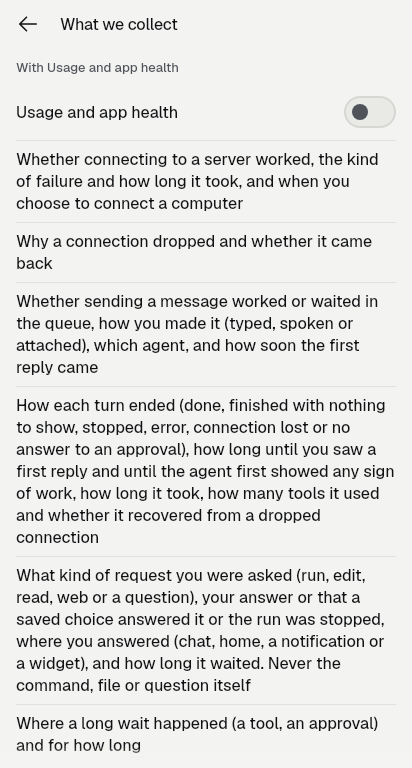 What we collect
With Usage and app health
Usage and app health
Whether connecting to a server worked, the kind
of failure and how long it took, and when you
choose to connect a computer
Why a connection dropped and whether it came
back
Whether sending a message worked or waited in
the queue, how you made it (typed, spoken or
attached), which agent, and how soon the first
reply came
How each turn ended (done, finished with nothing
to show, stopped, error, connection lost or no
answer to an approval), how long until you saw a
first reply and until the agent first showed any sign
of work, how long it took, how many tools it used
and whether it recovered from a dropped
connection
What kind of request you were asked (run, edit,
read, web or a question), your answer or that a
saved choice answered it or the run was stopped,
where you answered (chat, home, a notification or
a widget), and how long it waited. Never the
command, file or question itself
Where a long wait happened (a tool, an approval)
and for how long